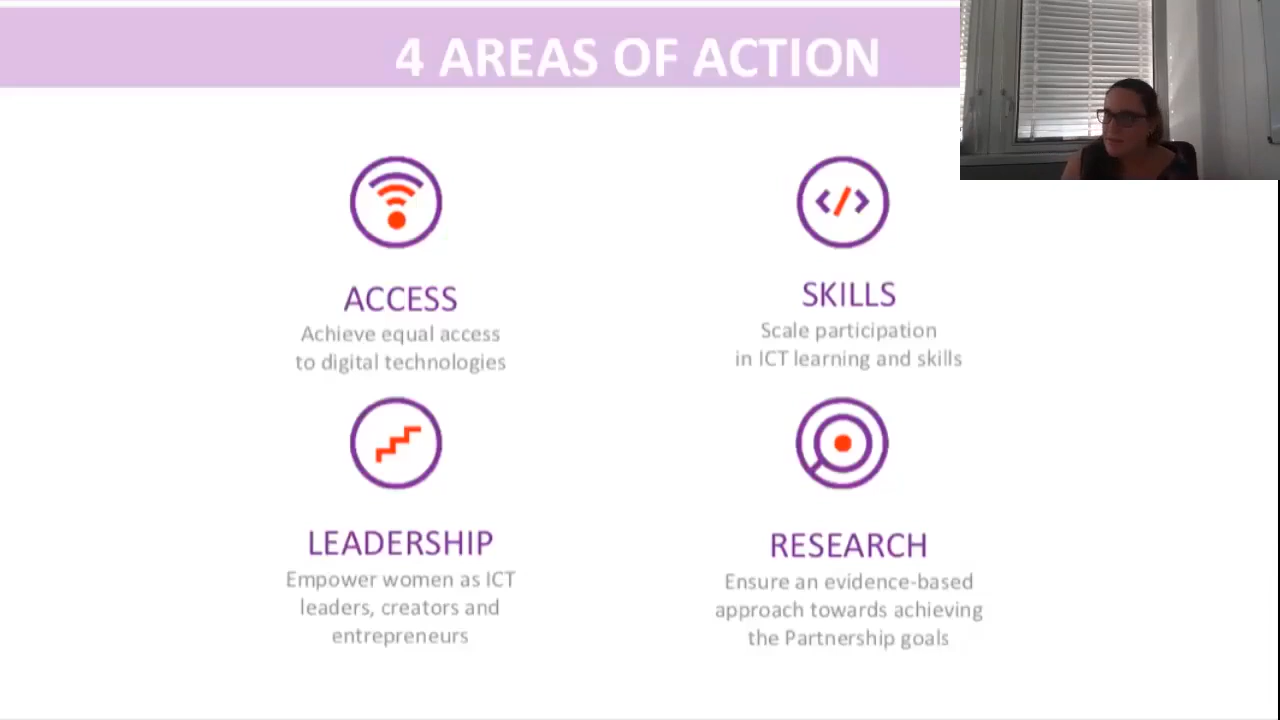 4 AREAS OF ACTION
ACCESS
Achieve equal access
to digital technologies
SKILLS
Scale participation
in ICT learning and skills
LEADERSHIP
Empower women as ICT
leaders, creators and
entrepreneurs
RESEARCH
Ensure an evidence-based
approach towards achieving
the Partnership goals